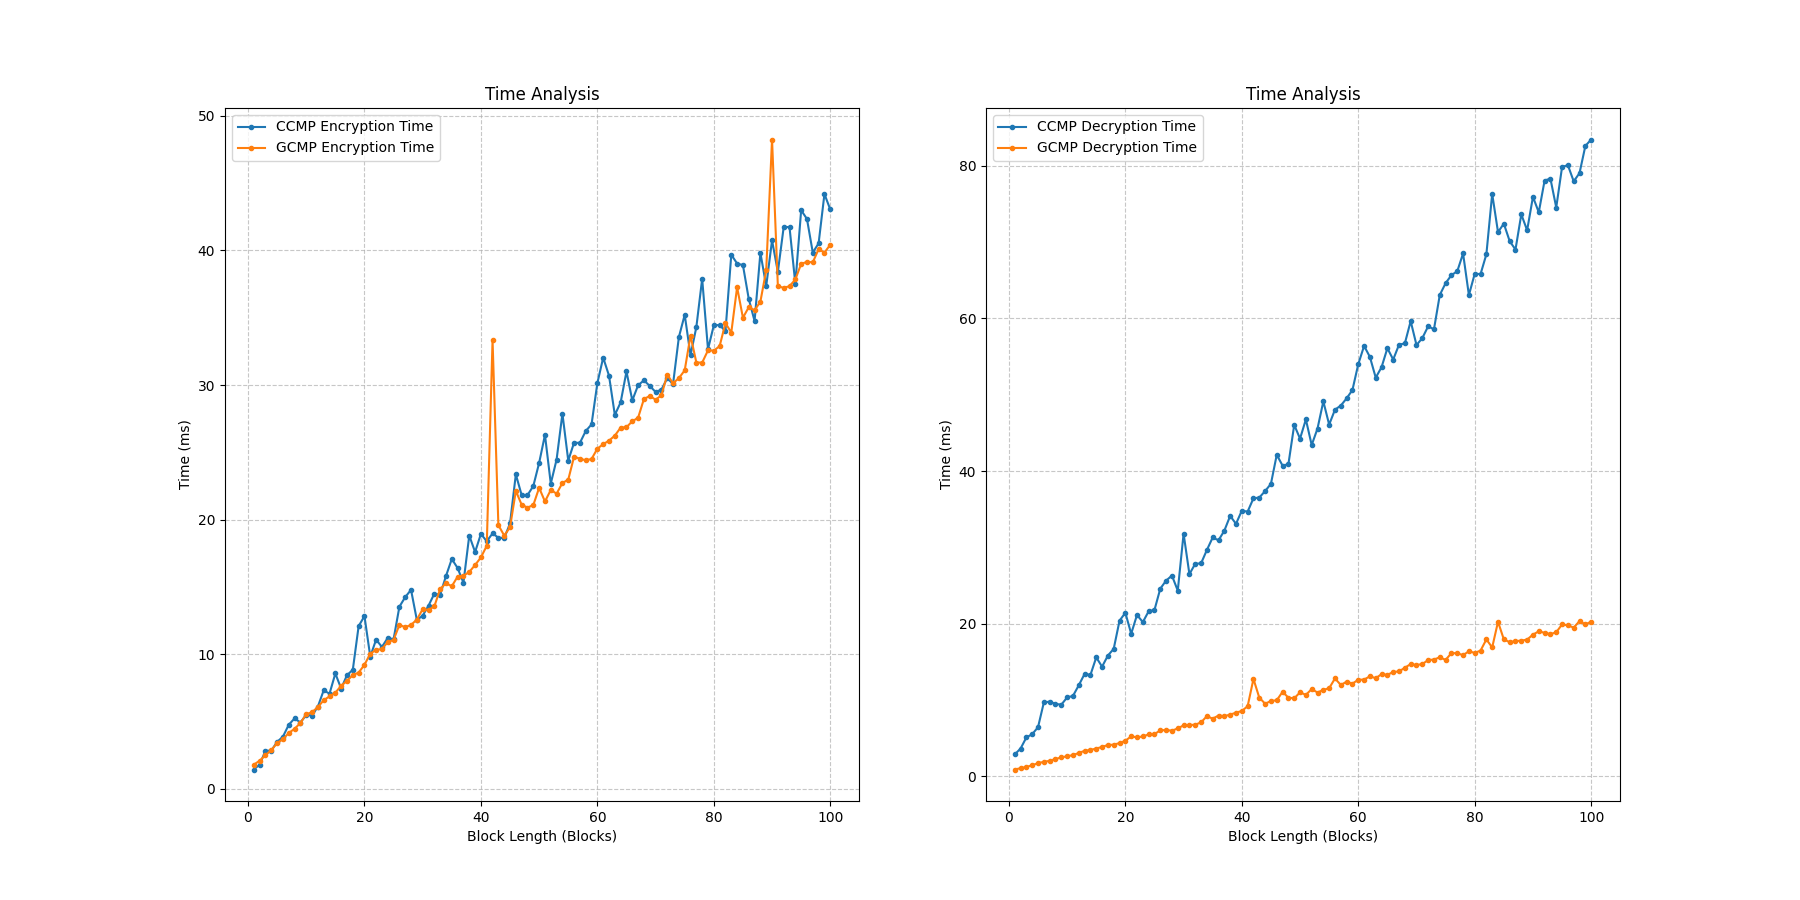 Time Analysis
CCMP Encryption Time
GCMP Encryption Time
50
40
30
20
10
0
Time (ms)
0 20 40 60 80 100
Block Length (Blocks)
Time Analysis
CCMP Decryption Time
GCMP Decryption Time
80
60
40
20
0
Time (ms)
0 20 40 60 80 100
Block Length (Blocks)